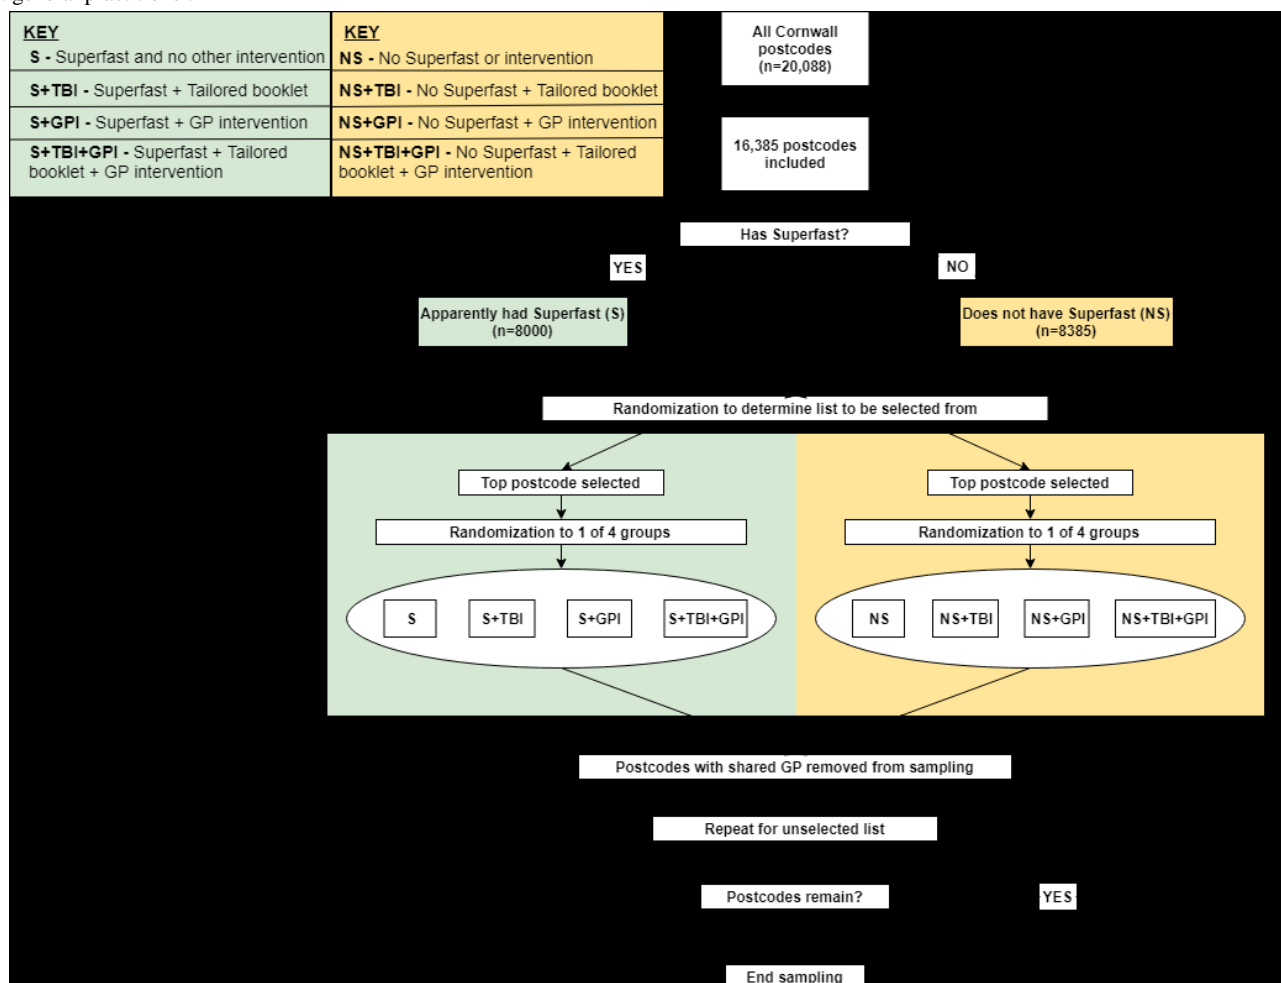 KEY
S - Superfast and no other intervention
S+TBI - Superfast + Tailored booklet
S+GPI - Superfast + GP intervention
S+TBI+GPI - Superfast + Tailored
booklet + GP intervention
KEY
NS - No Superfast or intervention
NS+TBI - No Superfast + Tailored booklet
NS+GPI - No Superfast + GP intervention
NS+TBI+GPI - No Superfast + Tailored
booklet + GP intervention
All Cornwall
postcodes
(n=20,088)
16,385 postcodes
included
Has Superfast?
YES
NO
Apparently had Superfast (S)
(n=8000)
Does not have Superfast (NS)
(n=8385)
Randomization to determine list to be selected from
Top postcode selected
Top postcode selected
Randomization to 1 of 4 groups
Randomization to 1 of 4 groups
S
S+TBI
S+GPI
S+TBI+GPI
NS
NS+TBI
NS+GPI
NS+TBI+GPI
Postcodes with shared GP removed from sampling
Repeat for unselected list
Postcodes remain?
YES
End sampling